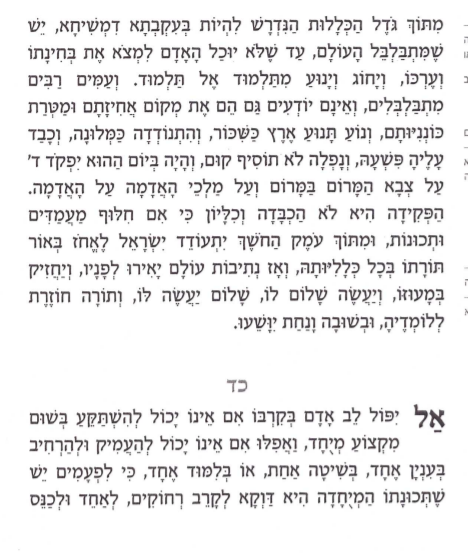 מִתּוֹךְ גֹּדֶל הַכְּלָלוּת הַנִּדְרָשׁ לִהְיוֹת בְּעִקְבְתָא דִמְשִׁיחָא, יֵשׁ
שֶׁמִּתְבַּלְבֵּל הָעוֹלָם, עַד שֶׁלֹּא יוּכַל הָאָדָם לִמְצֹא אֶת בְּחִינָתוֹ
וְעֶרְכּוֹ, וְיָחוֹג וְיָנוּעַ מִתַּלְמוּד אֶל תַּלְמוּד. וְעַמִּים רַבִּים
מִתְבַּלְבְּלִים, וְאֵינָם יוֹדְעִים גַּם הֵם אֶת מְקוֹם אֲחִיזָתָם וּמַטְּרַת
כּוֹנְנִיּוּתָם, וְנוֹעַ תָּנוּעַ אֶרֶץ כַּשִּׁכּוֹר, וְהִתְנוֹדְדָה כַּמְּלוּנָה, וְכָבַד
עָלֶיהָ פִּשְׁעָהּ, וְנָפְלָה לֹא תוֹסִיף קוּם, וְהָיָה בַּיּוֹם הַהוּא יִפְקֹד ד'
עַל צְבָא הַמָּרוֹם בַּמָּרוֹם וְעַל מַלְכֵי הָאֲדָמָה עַל הָאֲדָמָה.
הַפְּקִידָה הִיא לֹא הַכְבָּדָה וְכִלָּיוֹן כִּי אִם חִלּוּף מַעֲמַדִּים
וּתְכוּנוֹת, וּמִתּוֹךְ עֹמֶק הַחֹשֶׁךְ יִתְעוֹדֵד יִשְׂרָאֵל לֶאֱחֹז בְּאוֹר
תּוֹרָתוֹ בְּכָל כְּלָלִיּוּתָהּ, וְאָז נְתִיבוֹת עוֹלָם יָאִירוּ לְפָנָיו, וְיַחֲזִיק
בְּמָעוּזּוֹ, וְיַעֲשֶׂה שָׁלוֹם לוֹ, שָׁלוֹם יַעֲשֶׂה לּוֹ, וְתוֹרָה חוֹזֶרֶת
לְלוֹמְדֶיהָ, וּבְשׁוּבָה וָנַחַת יִוָּשֵׁעוּ.
כד
אַל יִפּוֹל לֵב אָדָם בְּקִרְבּוֹ אִם אֵינוֹ יָכוֹל לְהִשְׁתַּקֵּעַ בְּשׁוּם
מִקְצוֹעַ מְיֻחָד, וַאֲפִלּוּ אִם אֵינוֹ יָכוֹל לְהַעֲמִיק וּלְהַרְחִיב
בְּעִנְיָן אֶחָד, בְּשִׁיטָה אַחַת, אוֹ בְּלִמּוּד אֶחָד, כִּי לִפְעָמִים יֵשׁ
שֶׁתְּכוּנָתוֹ הַמְיֻחָדָה הִיא דַּוְקָא לְקָרֵב רְחוֹקִים, לְאַחֵד וּלְכַנֵּס